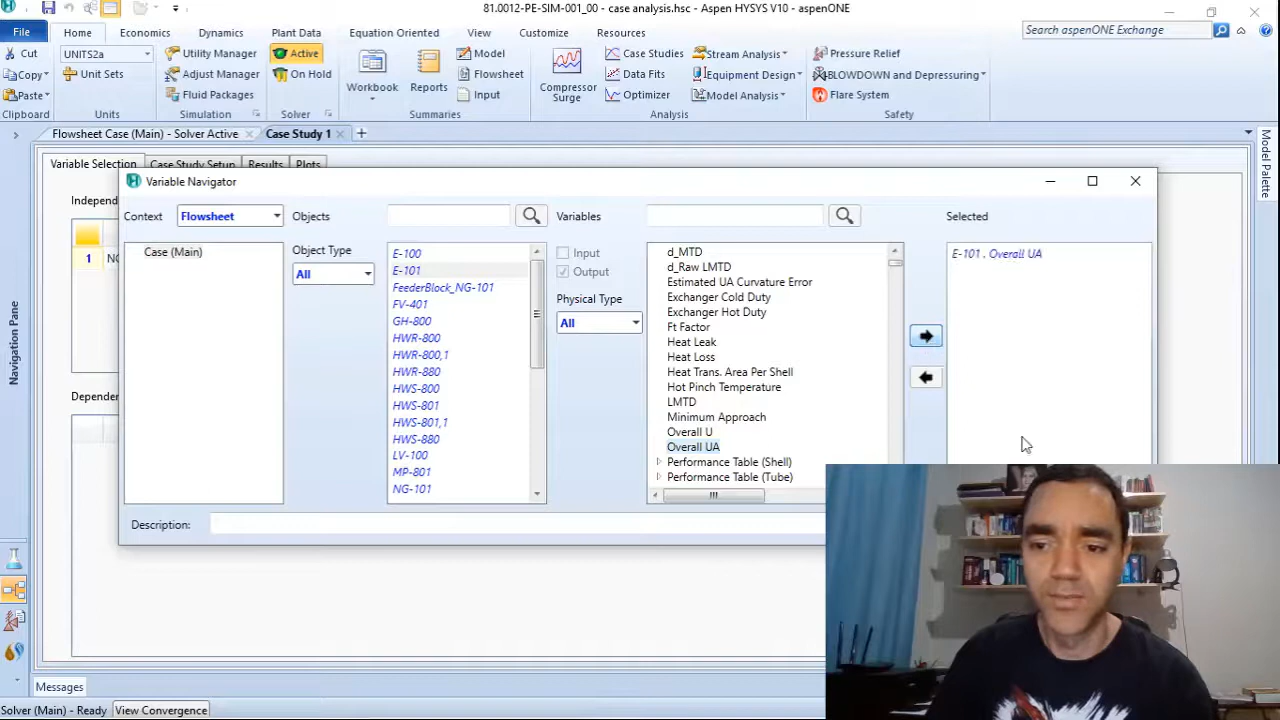 81.0012-PE-SIM-001_00 - case analysis.hsc - Aspen HYSYS V10 - aspenONE
File Home Economics Dynamics Plant Data Equation Oriented View Customize Resources
Search aspenONE Exchange
Cut
Copy
Paste
Clipboard
UNITS2a
Unit Sets
Units
Utility Manager
Adjust Manager
Fluid Packages
Simulation
Active
On Hold
Solver
Workbook
Reports
Model
Flowsheet
Input
Summaries
Compressor
Surge
Case Studies
Data Fits
Optimizer
Stream Analysis
Equipment Design
Model Analysis
Analysis
Pressure Relief
BLOWDOWN and Depressuring
Flare System
Safety
Flowsheet Case (Main) - Solver Active
Case Study 1
Model Palette
Navigation Pane
Variable Selection Case Study Setup Results Plots
Independ
1 NG
Depender
Variable Navigator
Context Flowsheet
Case (Main)
Objects
Object Type
All
E-100
E-101
FeederBlock_NG-101
FV-401
GH-800
HWR-800
HWR-800,1
HWR-880
HWS-800
HWS-801
HWS-801,1
HWS-880
LV-100
MP-801
NG-101
Variables
Input
Output
Physical Type
All
d_MTD
d_Raw LMTD
Estimated UA Curvature Error
Exchanger Cold Duty
Exchanger Hot Duty
Ft Factor
Heat Leak
Heat Loss
Heat Trans. Area Per Shell
Hot Pinch Temperature
LMTD
Minimum Approach
Overall U
Overall UA
Performance Table (Shell)
Performance Table (Tube)
Selected
E-101 . Overall UA
Description:
Messages
Solver (Main) - Ready
View Convergence